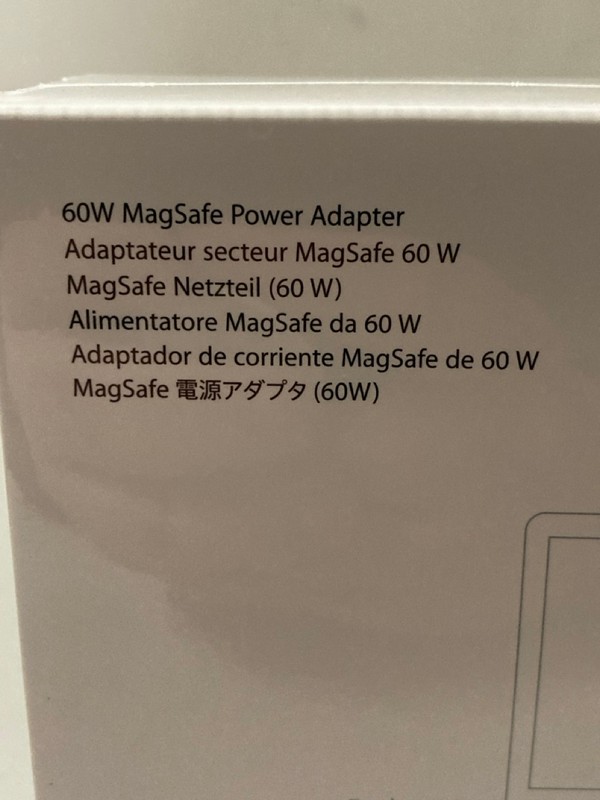 60W MagSafe Power Adapter
Adaptateur secteur MagSafe 60 W
MagSafe Netzteil (60 W)
Alimentatore MagSafe da 60 W
Adaptador de corriente MagSafe de 60 W
MagSafe 電源アダプタ (60W)